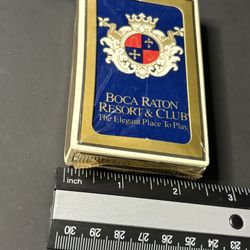 BOCA RATON
RESORT & CLUB
The Elegant Place To Play
inch 1 2 3
30 29 28 27 26 25 24 23